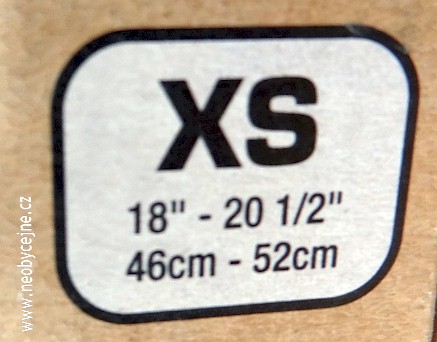 XS
18" - 20 1/2"
46cm - 52cm
www.neobycejne.cz